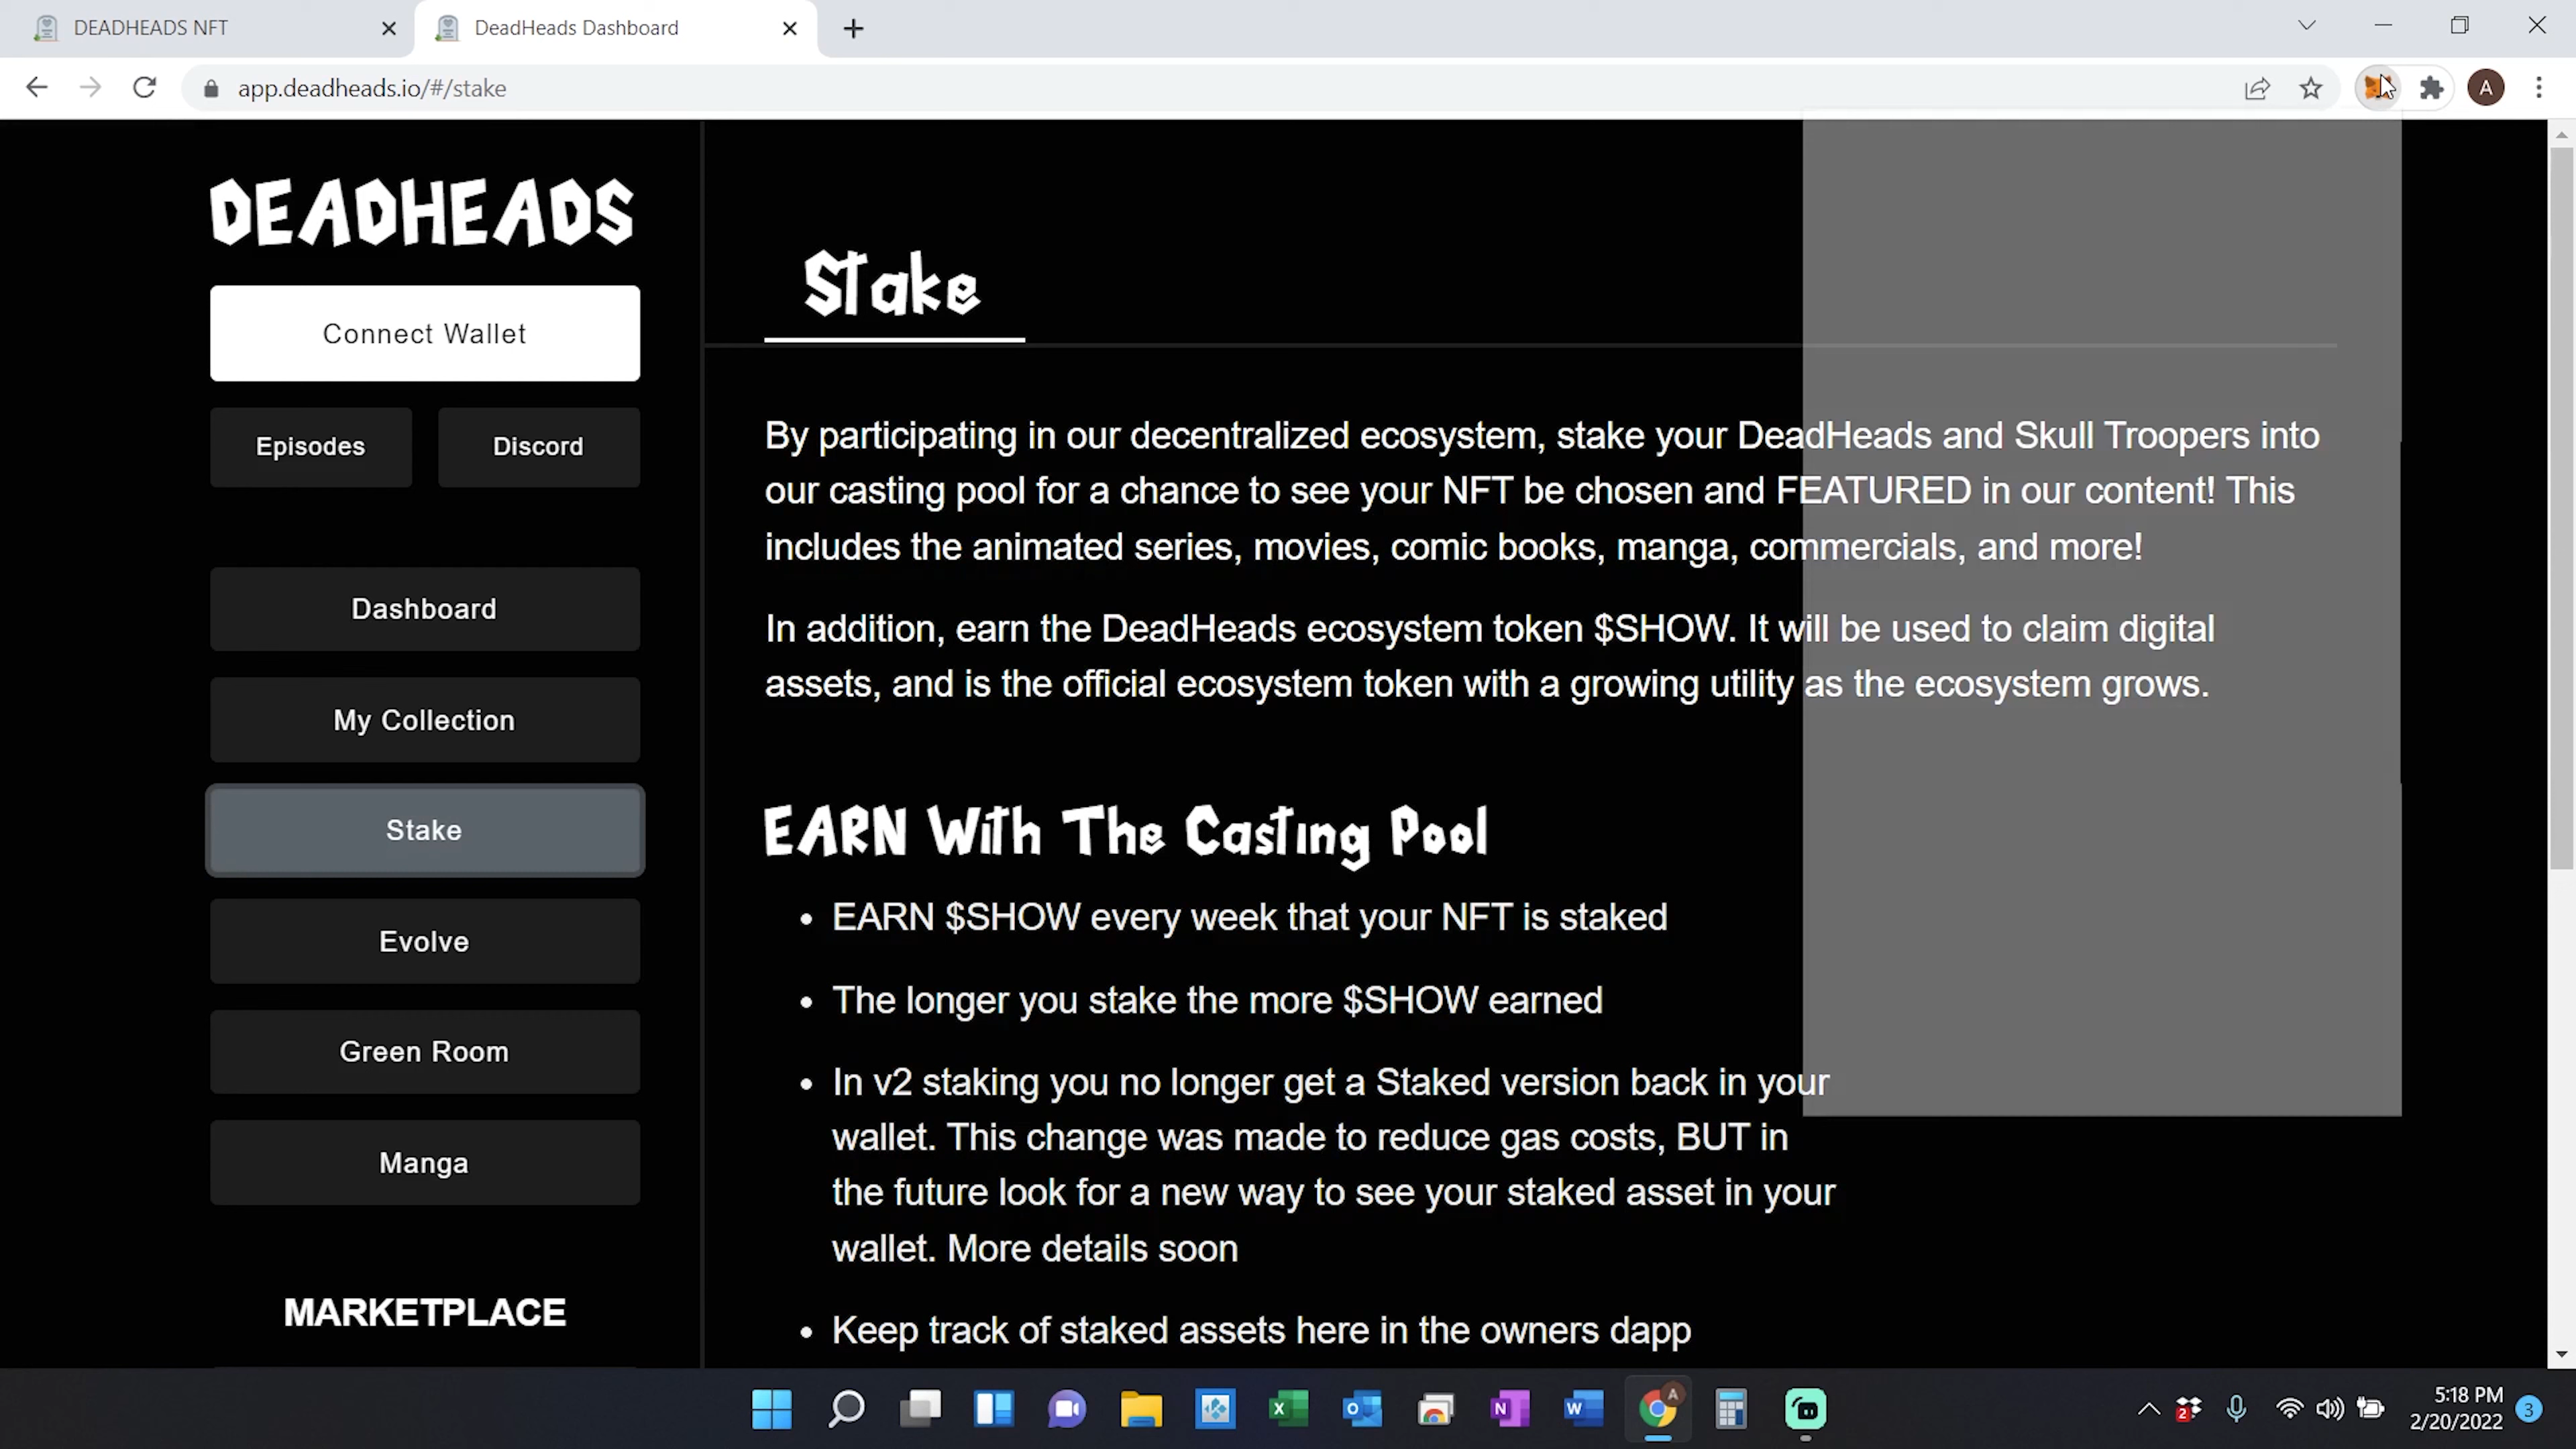 DEADHEADS NFT
DeadHeads Dashboard
app.deadheads.io/#/stake
A
DEADHEADS
Connect Wallet
Episodes
Discord
Dashboard
My Collection
Stake
Evolve
Green Room
Manga
MARKETPLACE
Stake
By participating in our decentralized ecosystem, stake your DeadHeads and Skull Troopers into
our casting pool for a chance to see your NFT be chosen and FEATURED in our content! This
includes the animated series, movies, comic books, manga, commercials, and more!
In addition, earn the DeadHeads ecosystem token $SHOW. It will be used to claim digital
assets, and is the official ecosystem token with a growing utility as the ecosystem grows.
EARN With The Casting Pool
• EARN $SHOW every week that your NFT is staked
• The longer you stake the more $SHOW earned
• In v2 staking you no longer get a Staked version back in your
wallet. This change was made to reduce gas costs, BUT in
the future look for a new way to see your staked asset in your
wallet. More details soon
• Keep track of staked assets here in the owners dapp
X
O
N
W
A
2
5:18 PM
2/20/2022
3